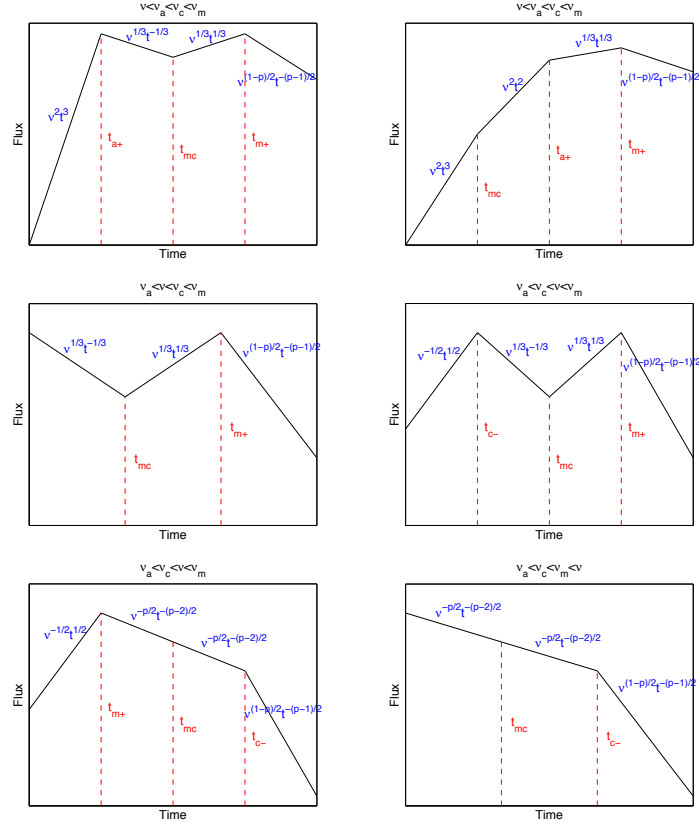 ν<ν_a<ν_c<ν_m
ν^2t^3
ν^{1/3}t^{-1/3}
ν^{1/3}t^{1/3}
ν^{(1-p)/2}t^{-(p-1)/2}
t_{a+}
t_{mc}
t_{m+}
Flux
Time
ν<ν_a<ν_c<ν_m
ν^2t^3
ν^2t^2
ν^{1/3}t^{1/3}
ν^{(1-p)/2}t^{-(p-1)/2}
t_{mc}
t_{a+}
t_{m+}
Flux
Time
ν_a<ν<ν_c<ν_m
ν^{1/3}t^{-1/3}
ν^{1/3}t^{1/3}
ν^{(1-p)/2}t^{-(p-1)/2}
t_{mc}
t_{m+}
Flux
Time
ν_a<ν_c<ν<ν_m
ν^{-1/2}t^{1/2}
ν^{1/3}t^{-1/3}
ν^{1/3}t^{1/3}
ν^{(1-p)/2}t^{-(p-1)/2}
t_{c-}
t_{mc}
t_{m+}
Flux
Time
ν_a<ν_c<ν<ν_m
ν^{-1/2}t^{1/2}
ν^{-p/2}t^{-(p-2)/2}
ν^{-p/2}t^{-(p-2)/2}
ν^{(1-p)/2}t^{-(p-1)/2}
t_{m+}
t_{mc}
t_{c-}
Flux
Time
ν_a<ν_c<ν_m<ν
ν^{-p/2}t^{-(p-2)/2}
ν^{-p/2}t^{-(p-2)/2}
ν^{(1-p)/2}t^{-(p-1)/2}
t_{mc}
t_{c-}
Flux
Time